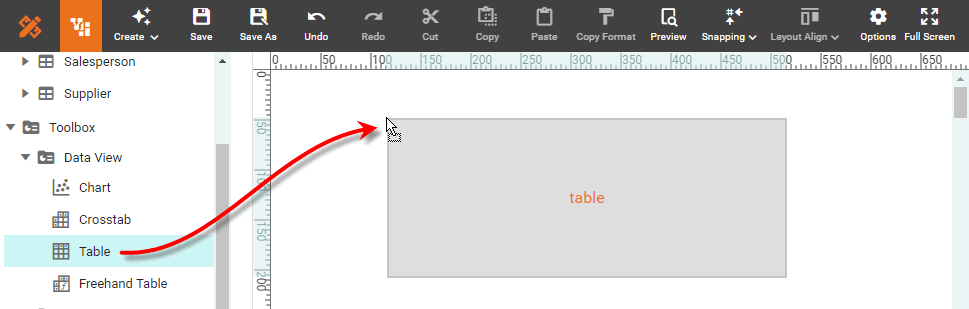 Create Save Save As Undo Redo Cut Copy Paste Copy Format Preview Snapping Layout Align Options Full Screen
0 50 100 150 200 250 300 350 400 450 500 550 600 650
Salesperson
Supplier
Toolbox
Data View
Chart
Crosstab
Table
Freehand Table
0
50
100
150
200
table